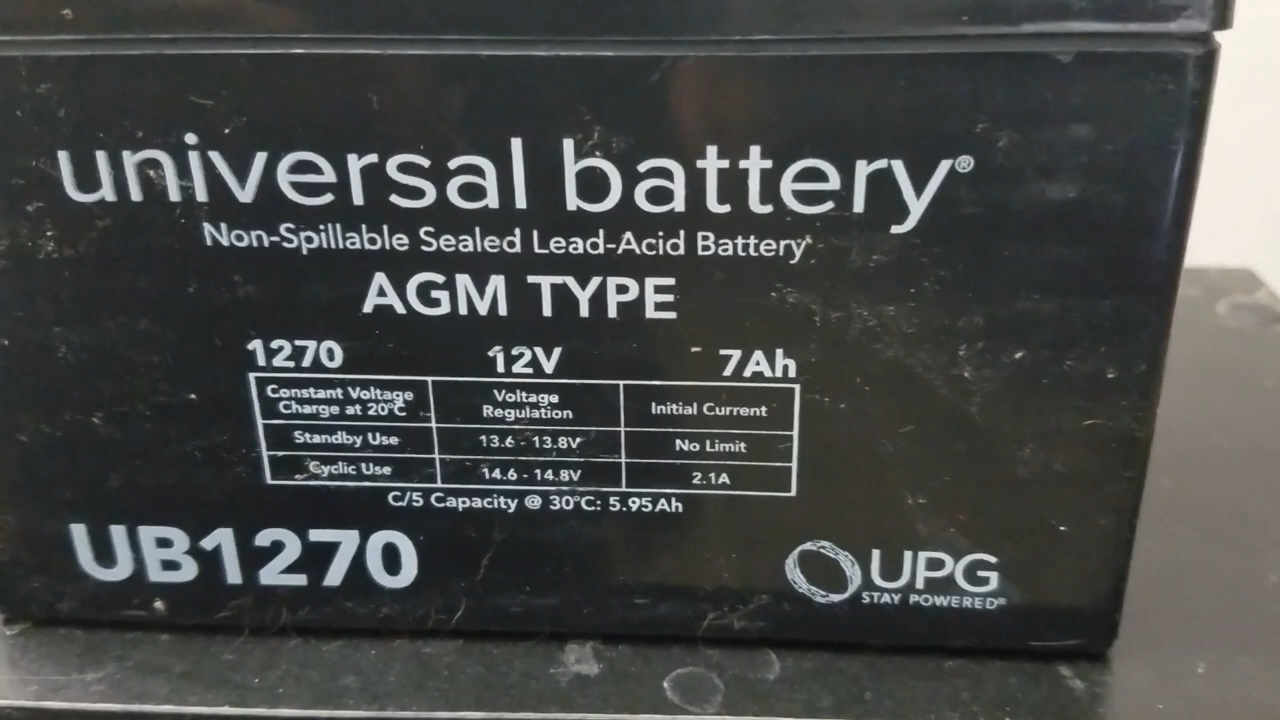 universal battery®
Non-Spillable Sealed Lead-Acid Battery
AGM TYPE
1270 12V 7Ah
Constant Voltage Charge at 20°C Voltage Regulation Initial Current
Standby Use 13.6 - 13.8V No Limit
Cyclic Use 14.6 - 14.8V 2.1A
C/5 Capacity @ 30°C: 5.95Ah
UB1270
UPG
STAY POWERED®